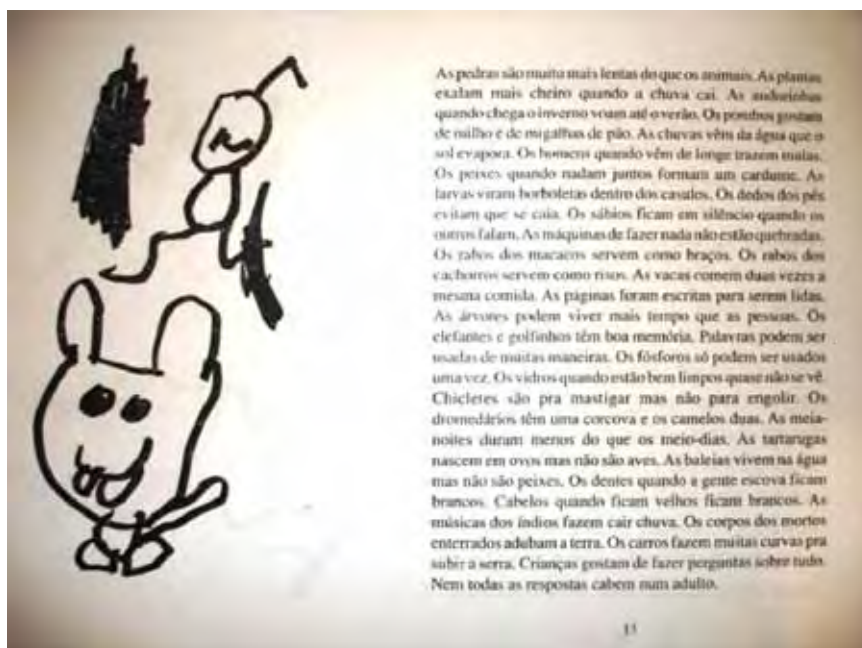 As pedras são muito mais lentas do que os animais. As plantas
exalam mais cheiro quando a chuva cai. As andorinhas
quando chega o inverno voam até o verão. Os pombos gostam
de milho e de migalhas de pão. As chuvas vêm da água que o
sol evapora. Os homens quando vêm de longe trazem malas.
Os peixes quando nadam juntos formam um cardume. As
larvas viram borboletas dentro dos casulos. Os dedos dos pés
evitam que se caia. Os sábios ficam em silêncio quando os
outros falam. As máquinas de fazer nada não estão quebradas.
Os rabos dos macacos servem como braços. Os rabos dos
cachorros servem como risos. As vacas comem duas vezes a
mesma comida. As páginas foram escritas para serem lidas.
As árvores podem viver mais tempo que as pessoas. Os
elefantes e golfinhos têm boa memória. Palavras podem ser
usadas de muitas maneiras. Os fósforos só podem ser usados
uma vez. Os vidros quando estão bem limpos quase não se vê.
Chicletes são pra mastigar mas não para engolir. Os
dromedários têm uma corcova e os camelos duas. As meia-
noites duram menos do que os meio-dias. As tartarugas
nascem em ovos mas não são aves. As baleias vivem na água
mas não são peixes. Os dentes quando a gente escova ficam
brancos. Cabelos quando ficam velhos ficam brancos. As
músicas dos índios fazem cair chuva. Os corpos dos mortos
enterrados adubam a terra. Os carros fazem muitas curvas pra
subir a serra. Crianças gostam de fazer perguntas sobre tudo.
Nem todas as respostas cabem num adulto.